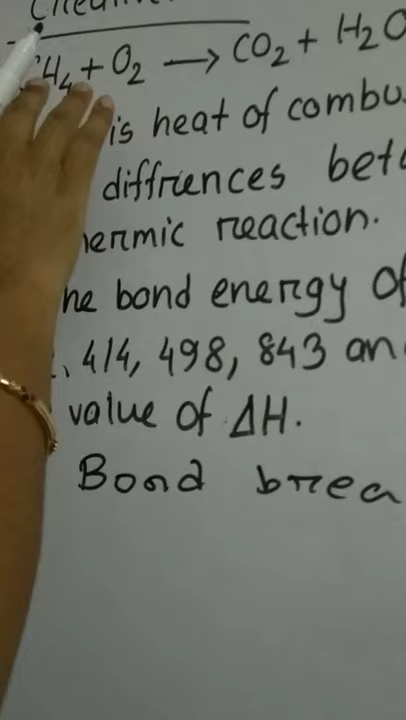 H₄ + O₂ → CO₂ + H₂O
is heat of combu
diffrences bet
ermic reaction.
he bond energy of
, 414, 498, 843 an
value of ΔH.
Bond brea